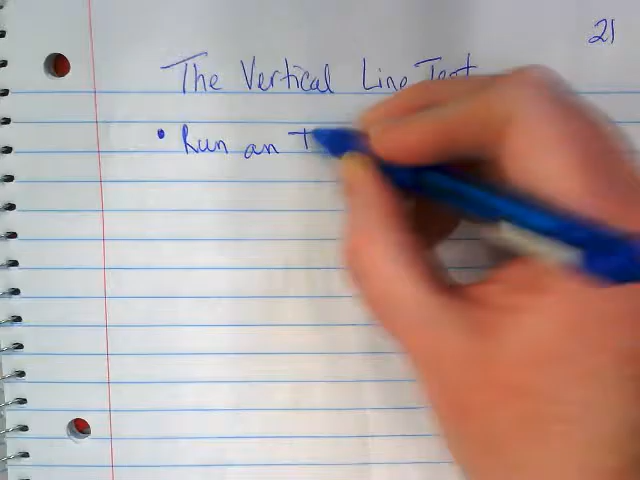 21
The Vertical Line Test
• Run an